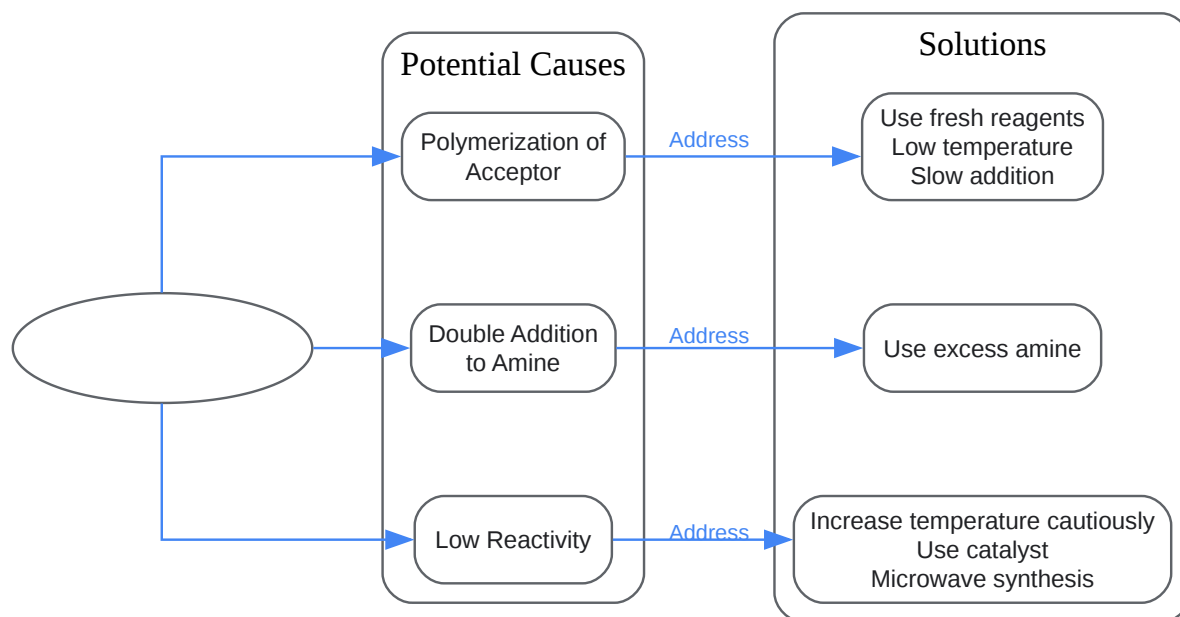 Potential Causes
Solutions
Polymerization of
Acceptor
Address
Use fresh reagents
Low temperature
Slow addition
Double Addition
to Amine
Address
Use excess amine
Low Reactivity
Address
Increase temperature cautiously
Use catalyst
Microwave synthesis